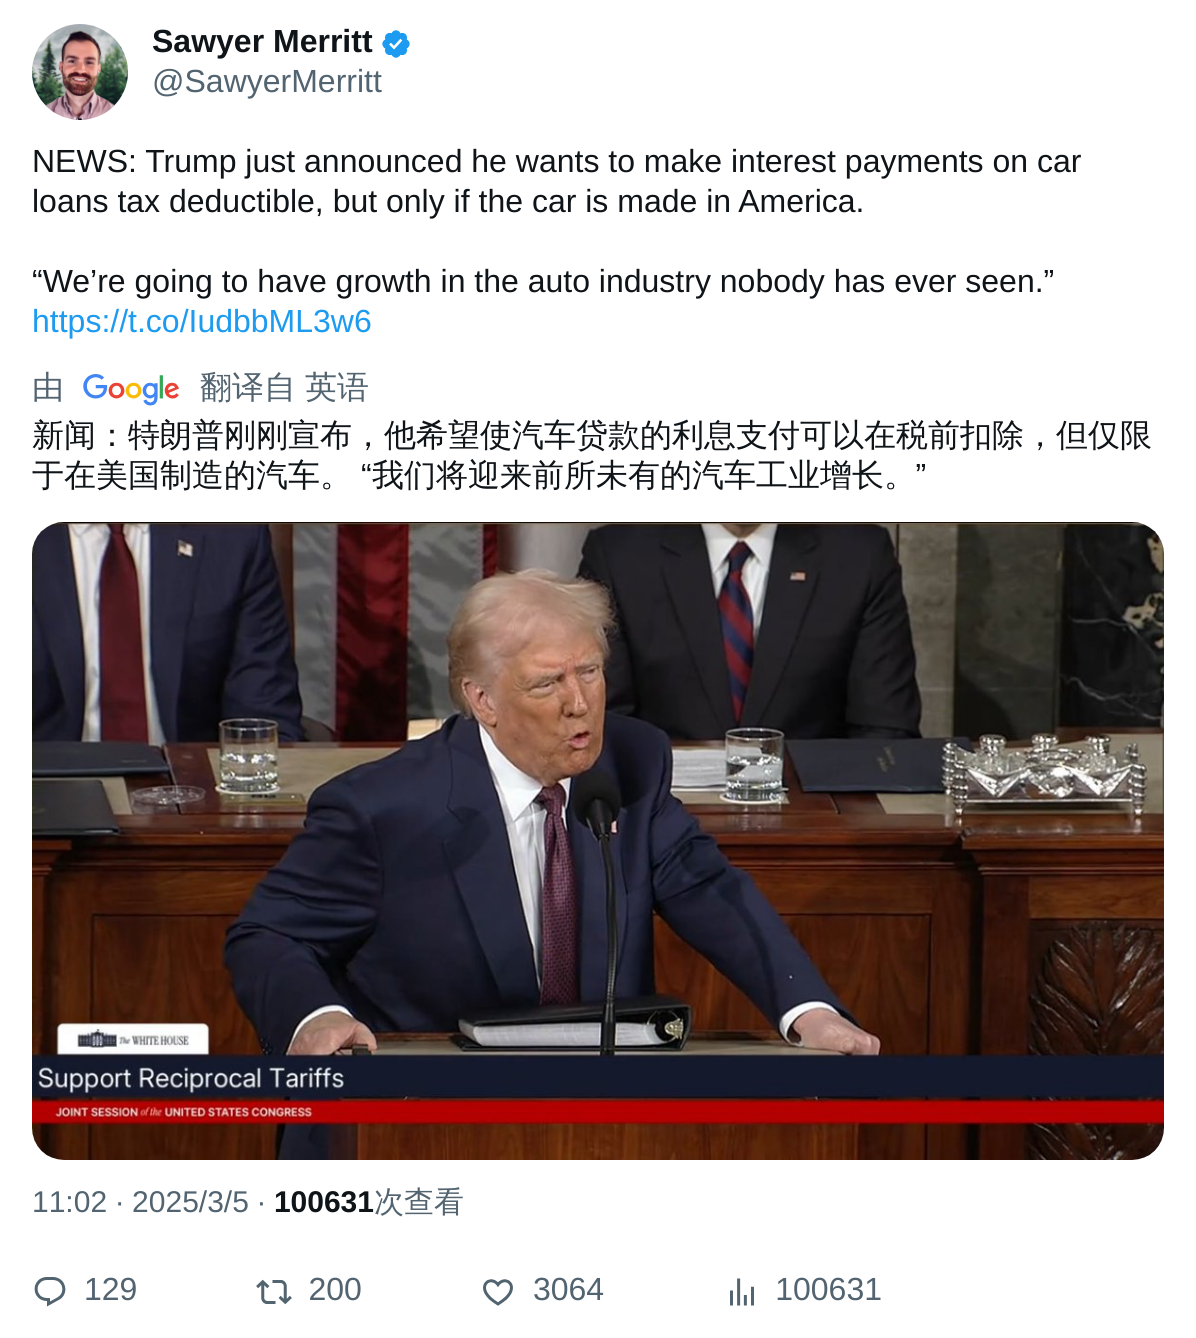 Sawyer Merritt
@SawyerMerritt
NEWS: Trump just announced he wants to make interest payments on car
loans tax deductible, but only if the car is made in America.
“We’re going to have growth in the auto industry nobody has ever seen.”
https://t.co/IudbbML3w6
由 Google 翻译自 英语
新闻：特朗普刚刚宣布，他希望使汽车贷款的利息支付可以在税前扣除，但仅限
于在美国制造的汽车。 “我们将迎来前所未有的汽车工业增长。”
The WHITE HOUSE
Support Reciprocal Tariffs
JOINT SESSION of the UNITED STATES CONGRESS
11:02 · 2025/3/5 · 100631次查看
129 200 3064 100631